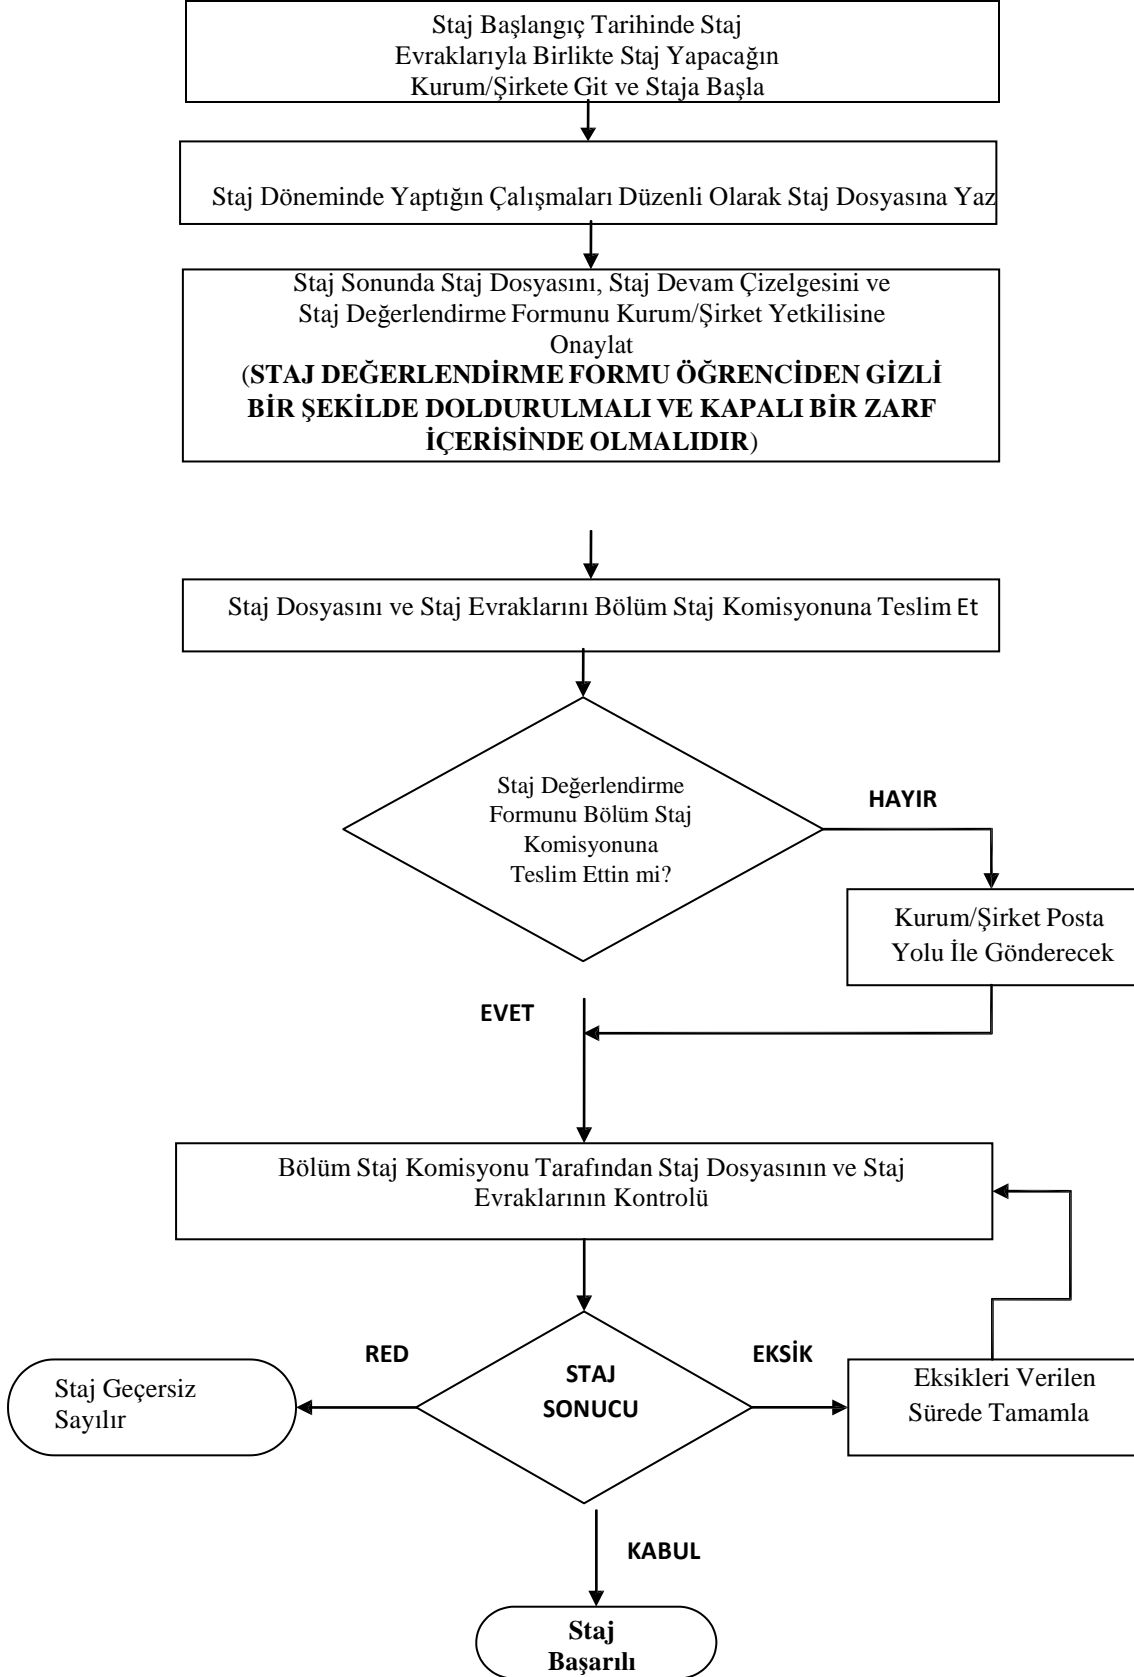 Staj Başlangıç Tarihinde Staj
Evraklarıyla Birlikte Staj Yapacağın
Kurum/Şirkete Git ve Staja Başla
Staj Döneminde Yaptığın Çalışmaları Düzenli Olarak Staj Dosyasına Yaz
Staj Sonunda Staj Dosyasını, Staj Devam Çizelgesini ve
Staj Değerlendirme Formunu Kurum/Şirket Yetkilisine
Onaylat
(STAJ DEĞERLENDİRME FORMU ÖĞRENCİDEN GİZLİ
BİR ŞEKİLDE DOLDURULMALI VE KAPALI BİR ZARF
İÇERİSİNDE OLMALIDIR)
Staj Dosyasını ve Staj Evraklarını Bölüm Staj Komisyonuna Teslim Et
Staj Değerlendirme
Formunu Bölüm Staj
Komisyonuna
Teslim Ettin mi?
HAYIR
Kurum/Şirket Posta
Yolu İle Gönderecek
EVET
Bölüm Staj Komisyonu Tarafından Staj Dosyasının ve Staj
Evraklarının Kontrolü
RED
STAJ
SONUCU
EKSİK
Staj Geçersiz
Sayılır
Eksikleri Verilen
Sürede Tamamla
KABUL
Staj
Başarılı